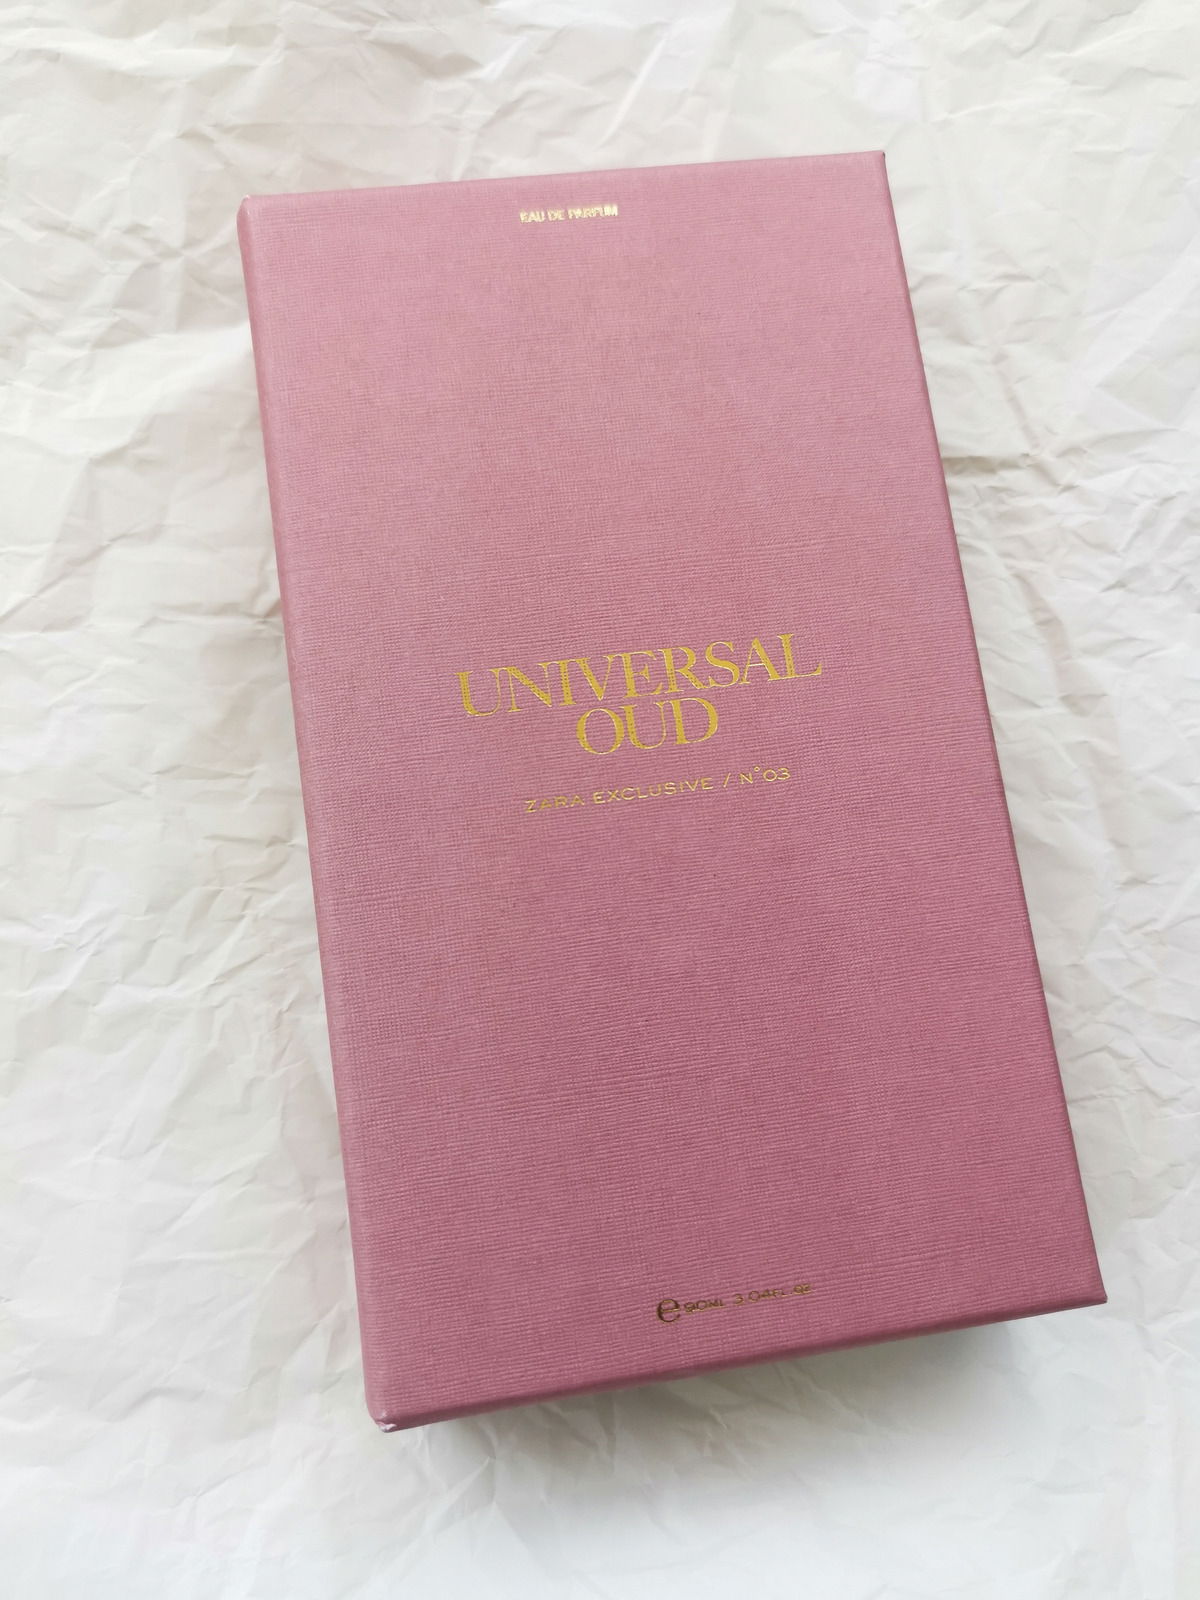 EAU DE PARFUM
UNIVERSAL
OUD
ZARA EXCLUSIVE / N°03
e 90ML 3.04FL.OZ